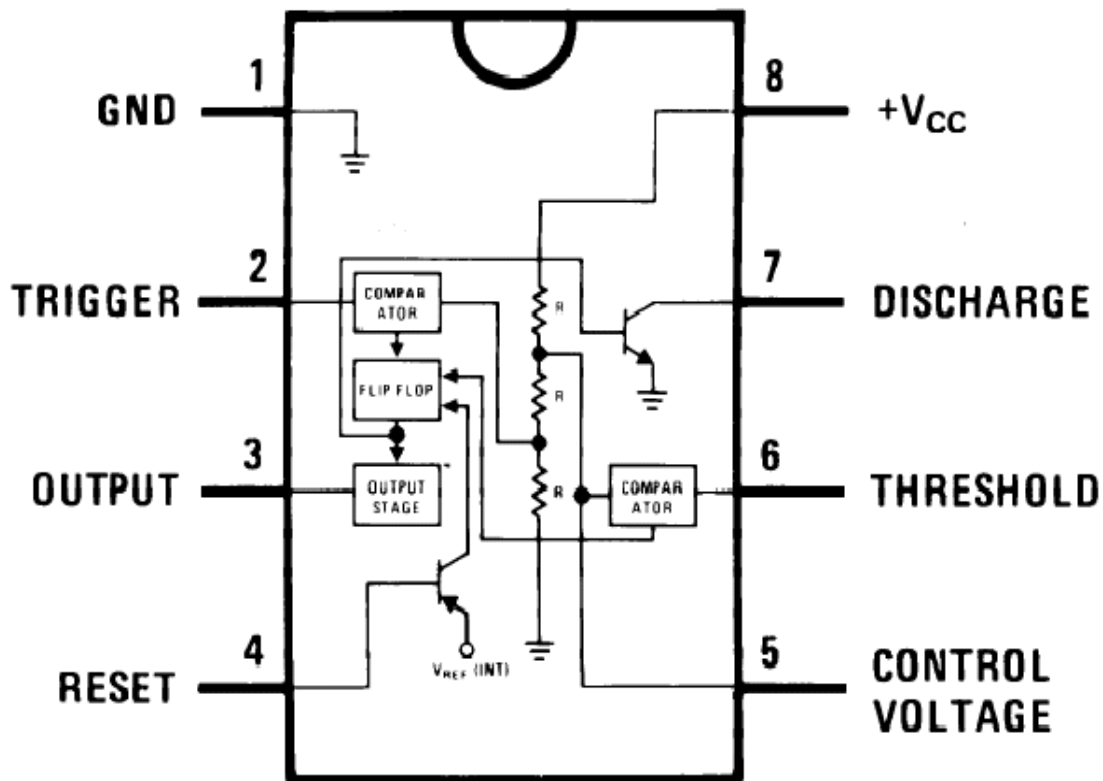 1
GND
8
+VCC
2
TRIGGER
7
DISCHARGE
COMPAR
ATOR
R
FLIP FLOP
R
3
OUTPUT
6
THRESHOLD
OUTPUT
STAGE
R
COMPAR
ATOR
4
RESET
VREF (INT)
5
CONTROL
VOLTAGE